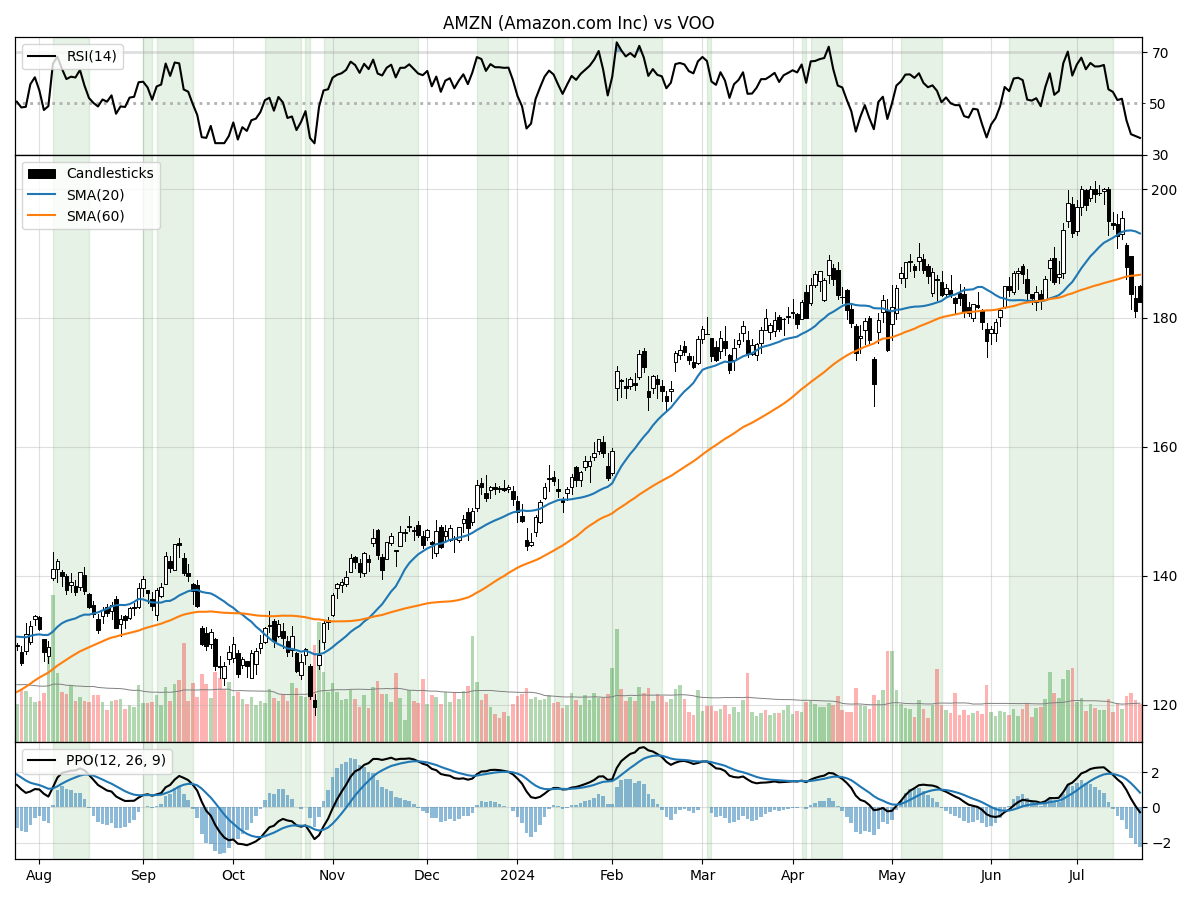 AMZN (Amazon.com Inc) vs VOO
RSI(14)
70
50
30
Candlesticks
SMA(20)
SMA(60)
200
180
160
140
120
PPO(12, 26, 9)
2
0
−2
Aug Sep Oct Nov Dec 2024 Feb Mar Apr May Jun Jul